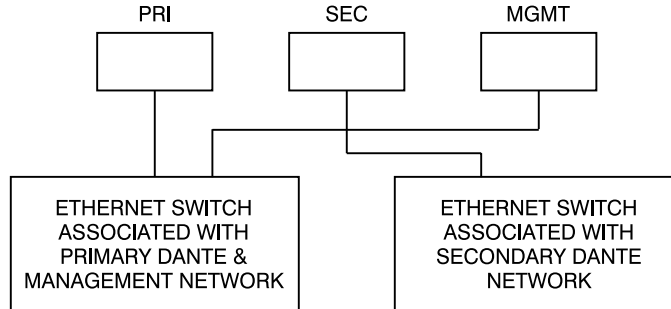 PRI
SEC
MGMT
ETHERNET SWITCH
ASSOCIATED WITH
PRIMARY DANTE &
MANAGEMENT NETWORK
ETHERNET SWITCH
ASSOCIATED WITH
SECONDARY DANTE
NETWORK